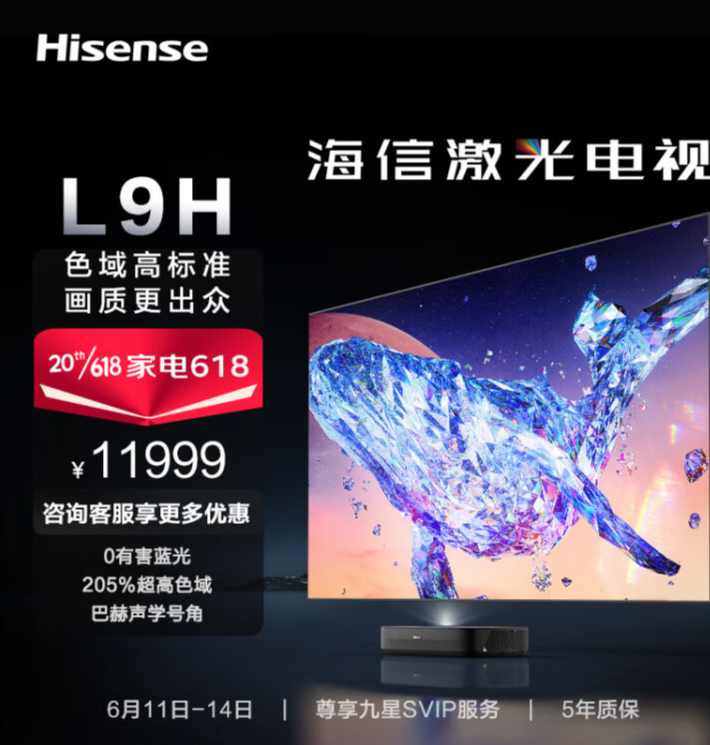 Hisense
海信激光电视
L9H
色域高标准
画质更出众
20th/618 家电618
¥11999
咨询客服享更多优惠
0有害蓝光
205%超高色域
巴赫声学号角
6月11日-14日 | 尊享九星SVIP服务 | 5年质保